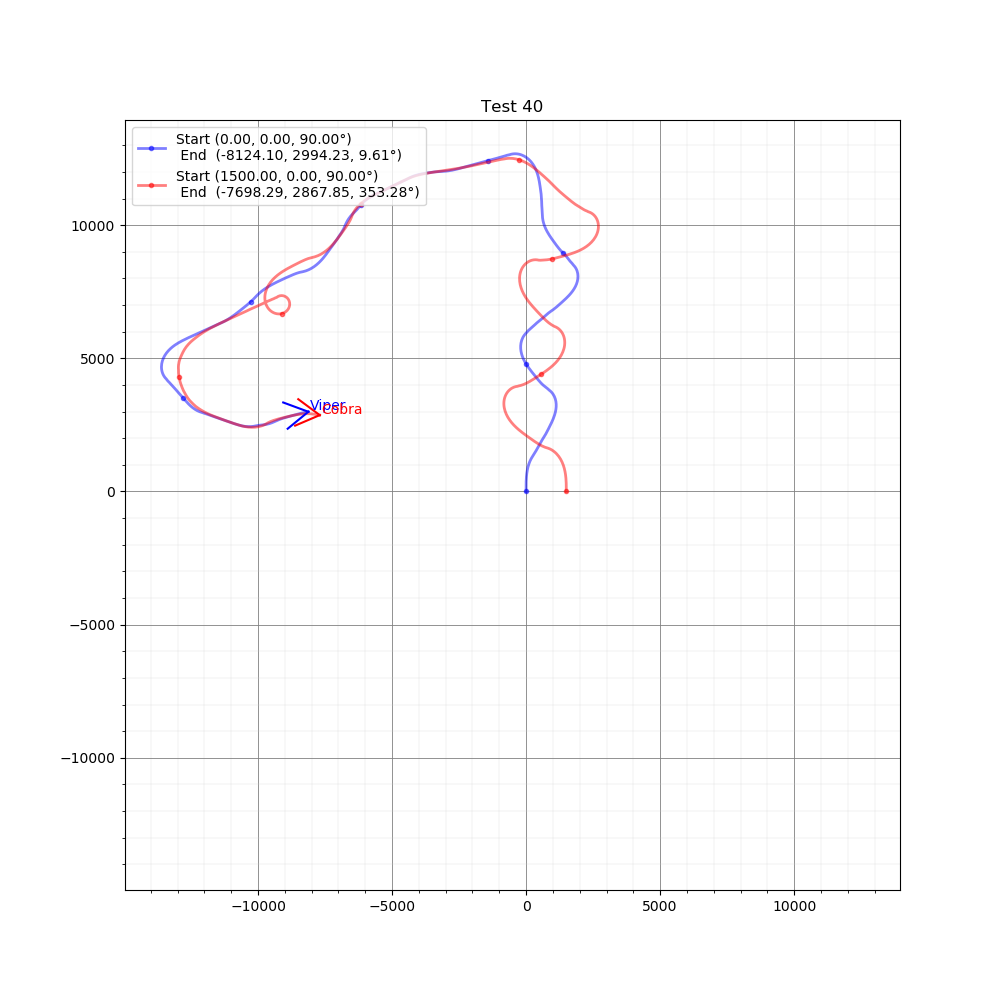 Test 40
Start (0.00, 0.00, 90.00°)
End  (-8124.10, 2994.23, 9.61°)
Start (1500.00, 0.00, 90.00°)
End  (-7698.29, 2867.85, 353.28°)
10000
5000
Viper
Cobra
0
−5000
−10000
−10000 −5000 0 5000 10000